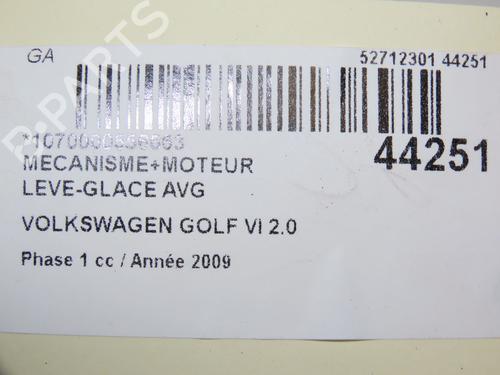 GA
52712301 44251
44251
MECANISME+MOTEUR
LEVE-GLACE AVG
VOLKSWAGEN GOLF VI 2.0
Phase 1 cc / Année 2009
B-PARTS